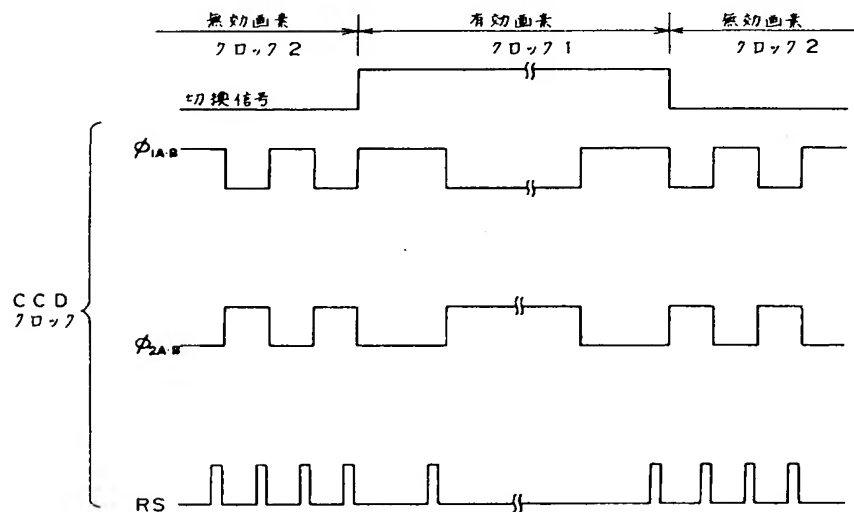 無効画素 有効画素 無効画素
クロック2 クロック1 クロック2
切換信号
φ1A·B
CCD
クロック
φ2A·B
RS